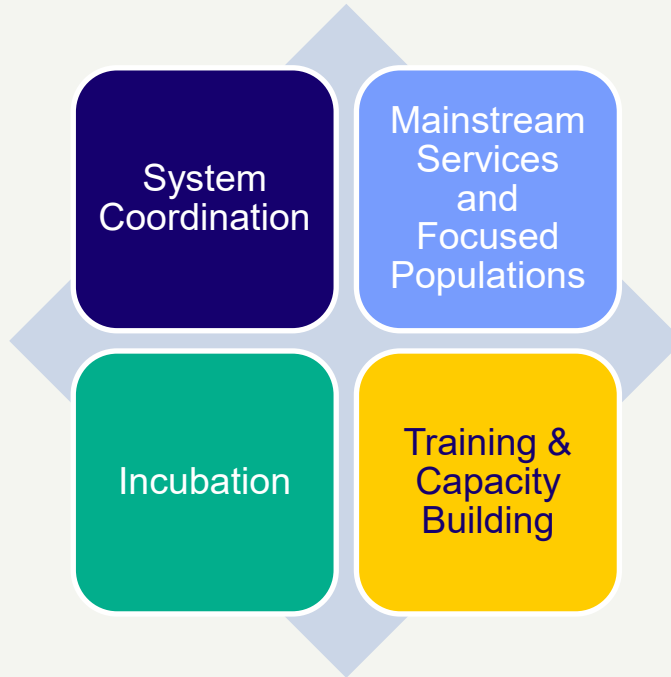 System
Coordination
Mainstream
Services
and
Focused
Populations
Incubation
Training &
Capacity
Building